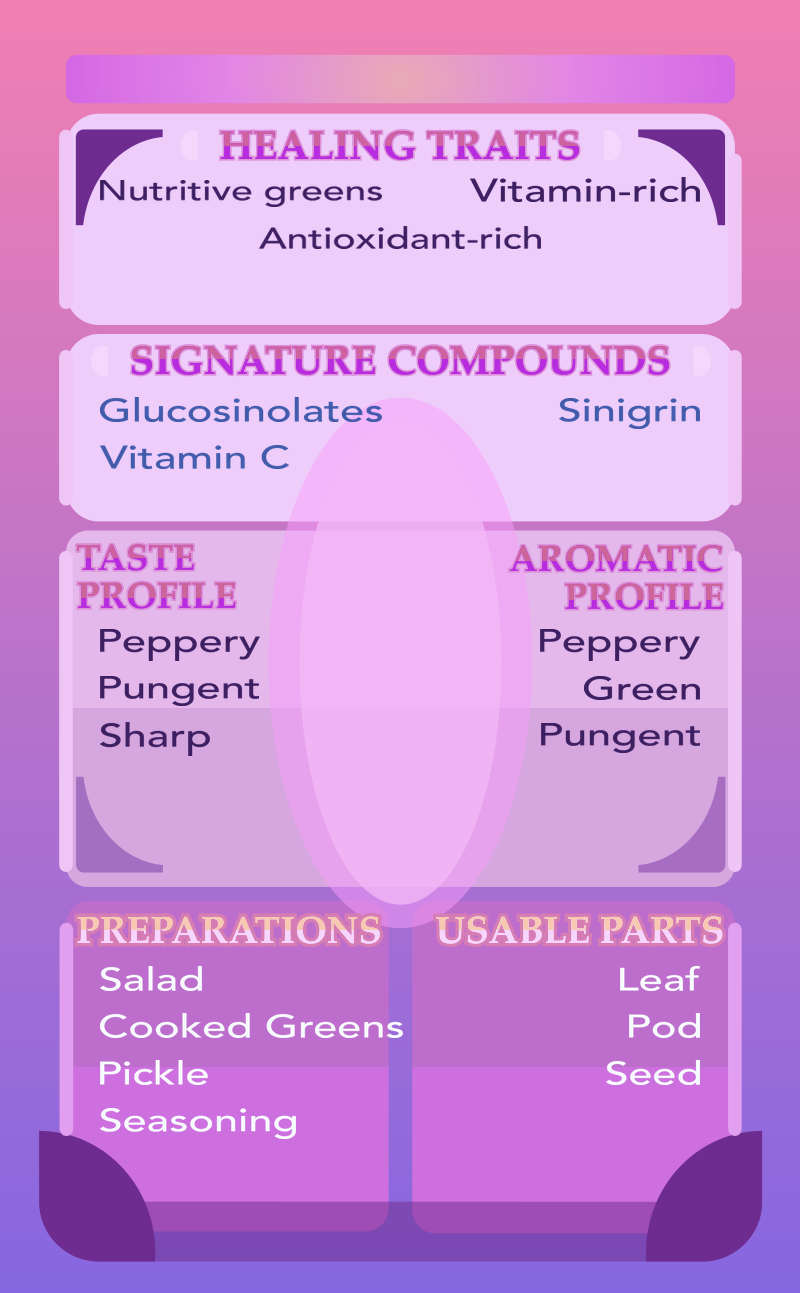 HEALING TRAITS
Nutritive greens
Vitamin-rich
Antioxidant-rich
SIGNATURE COMPOUNDS
Glucosinolates
Sinigrin
Vitamin C
TASTE
PROFILE
Peppery
Pungent
Sharp
AROMATIC
PROFILE
Peppery
Green
Pungent
PREPARATIONS
Salad
Cooked Greens
Pickle
Seasoning
USABLE PARTS
Leaf
Pod
Seed